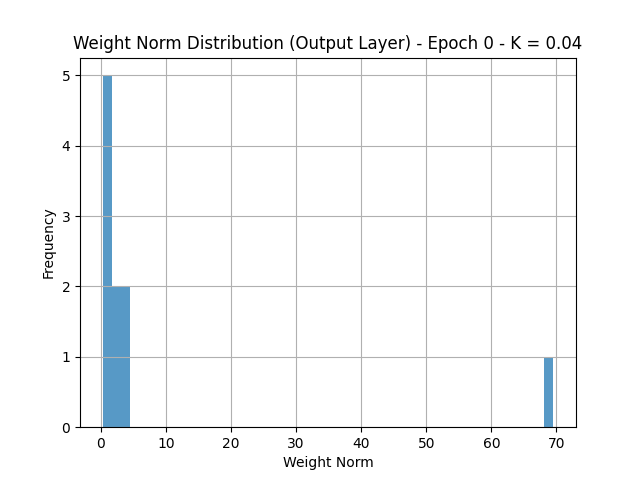 Weight Norm Distribution (Output Layer) - Epoch 0 - K = 0.04
5
4
3
2
1
0
Frequency
0 10 20 30 40 50 60 70
Weight Norm